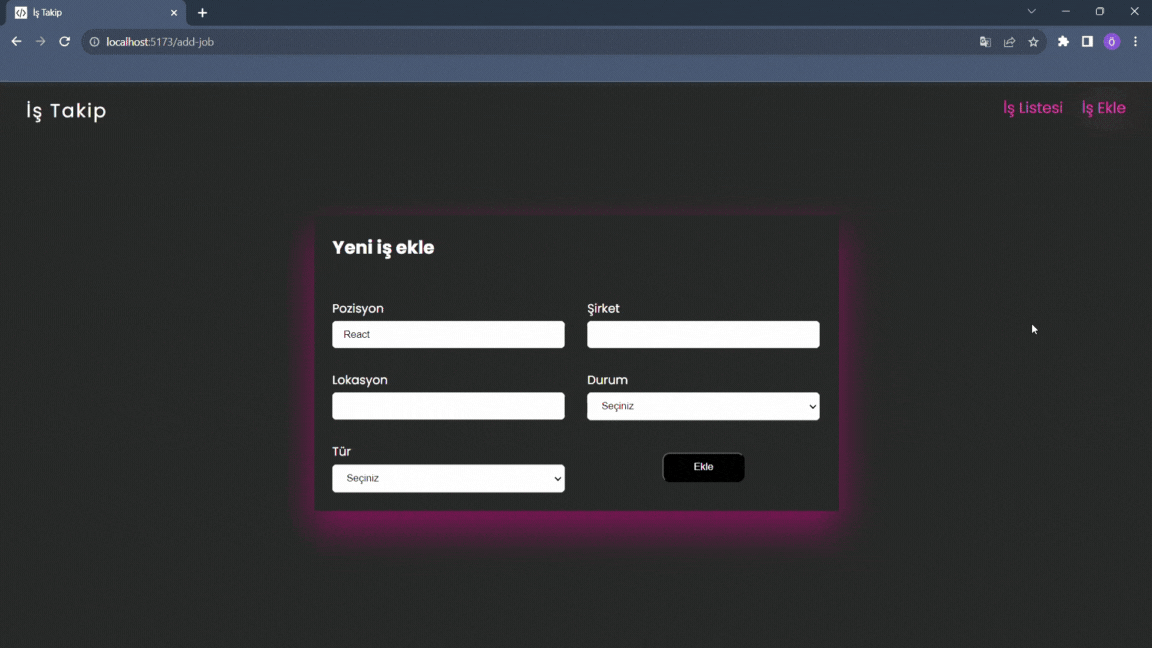 İş Takip
localhost:5173/add-job
ö
İş Takip
İş Listesi İş Ekle
Yeni iş ekle
Pozisyon Şirket
React
Lokasyon Durum
Seçiniz
Tür
Seçiniz
Ekle